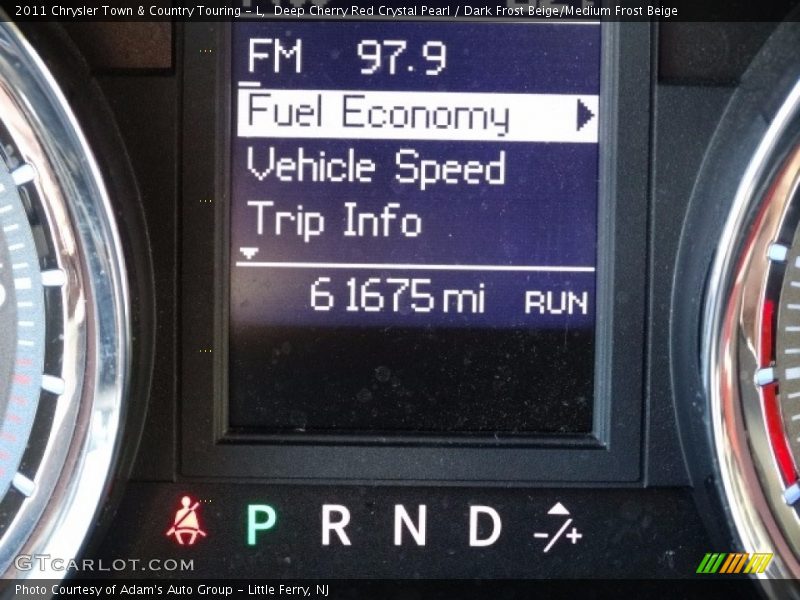 2011 Chrysler Town & Country Touring - L,  Deep Cherry Red Crystal Pearl / Dark Frost Beige/Medium Frost Beige
FM 97.9
Fuel Economy
Vehicle Speed
Trip Info
61675 mi RUN
P R N D -/+
GTCARLOT.COM
Photo Courtesy of Adam's Auto Group - Little Ferry, NJ